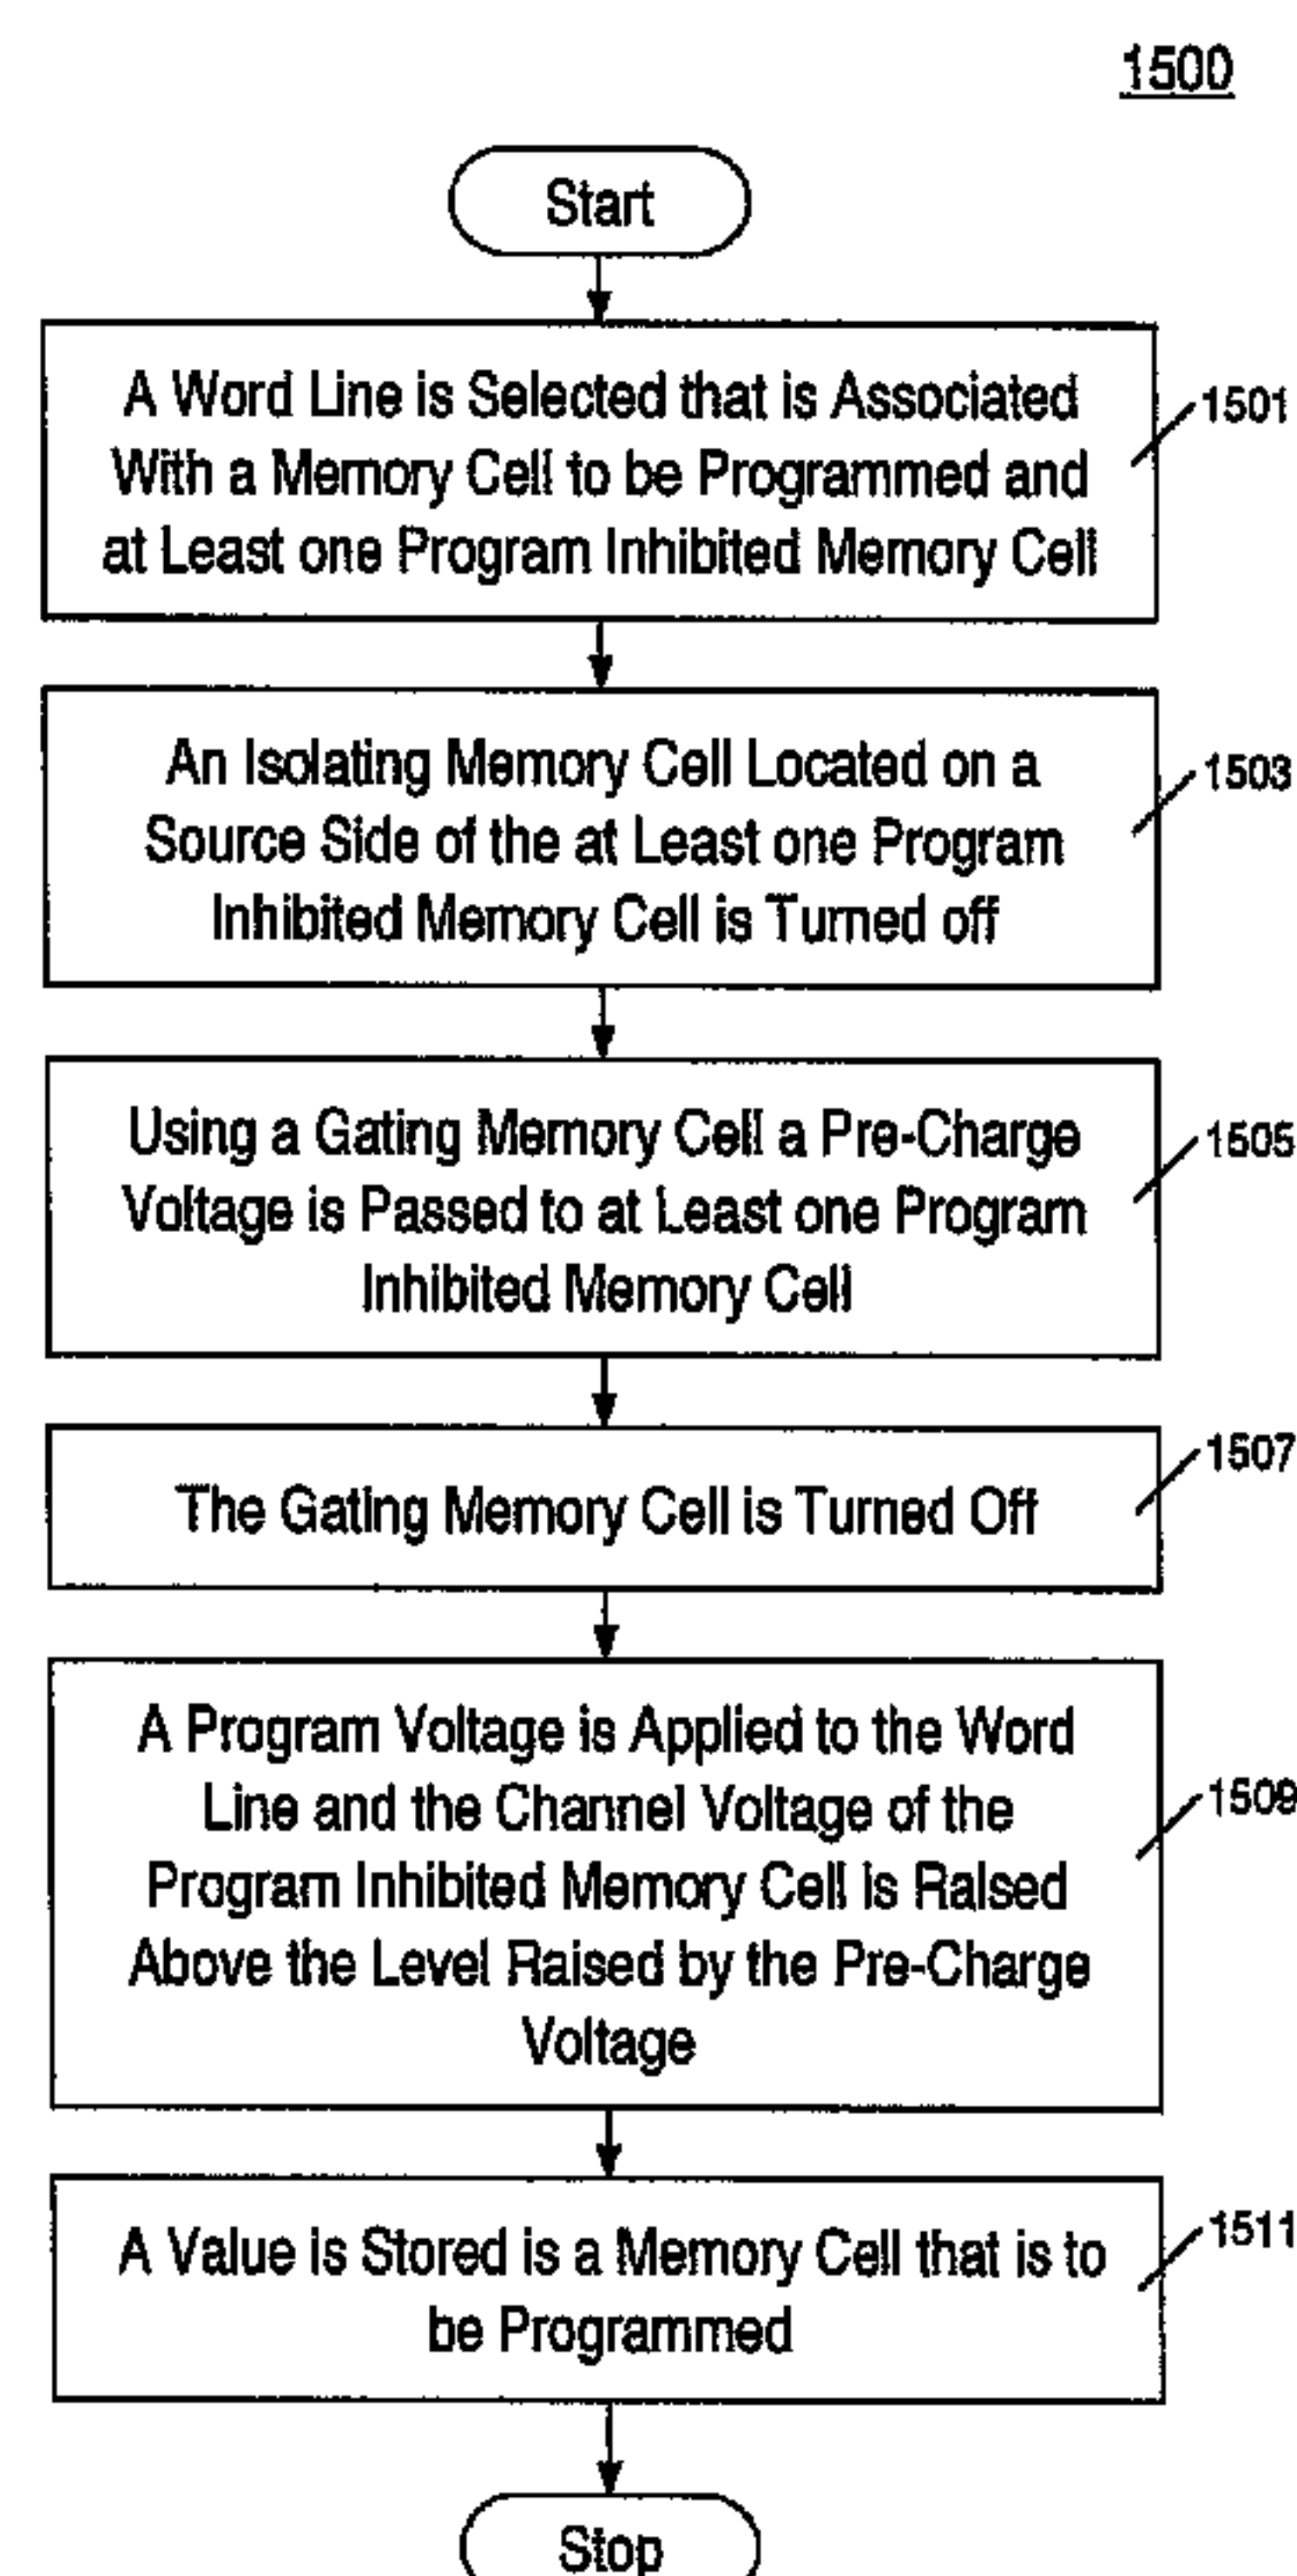 1500
Start
A Word Line is Selected that is Associated
With a Memory Cell to be Programmed and
at Least one Program Inhibited Memory Cell
1501
An Isolating Memory Cell Located on a
Source Side of the at Least one Program
Inhibited Memory Cell is Turned off
1503
Using a Gating Memory Cell a Pre-Charge
Voltage is Passed to at Least one Program
Inhibited Memory Cell
1505
The Gating Memory Cell is Turned Off
1507
A Program Voltage is Applied to the Word
Line and the Channel Voltage of the
Program Inhibited Memory Cell is Raised
Above the Level Raised by the Pre-Charge
Voltage
1509
A Value is Stored is a Memory Cell that is to
be Programmed
1511
Stop